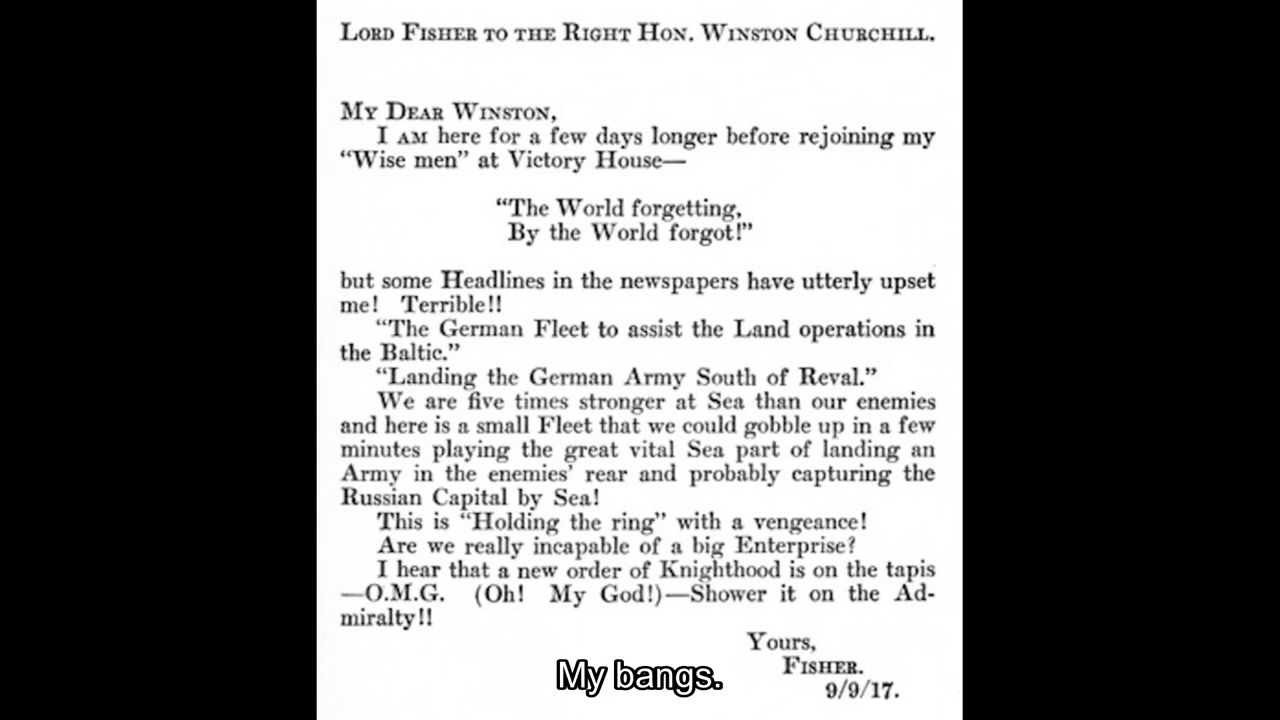 LORD FISHER TO THE RIGHT HON. WINSTON CHURCHILL.
MY DEAR WINSTON,
I AM here for a few days longer before rejoining my
“Wise men” at Victory House—
“The World forgetting,
By the World forgot!”
but some Headlines in the newspapers have utterly upset
me! Terrible!!
“The German Fleet to assist the Land operations in
the Baltic.”
“Landing the German Army South of Reval.”
We are five times stronger at Sea than our enemies
and here is a small Fleet that we could gobble up in a few
minutes playing the great vital Sea part of landing an
Army in the enemies’ rear and probably capturing the
Russian Capital by Sea!
This is “Holding the ring” with a vengeance!
Are we really incapable of a big Enterprise?
I hear that a new order of Knighthood is on the tapis
—O.M.G. (Oh! My God!)—Shower it on the Ad-
miralty!!
Yours,
FISHER.
9/9/17.
My bangs.